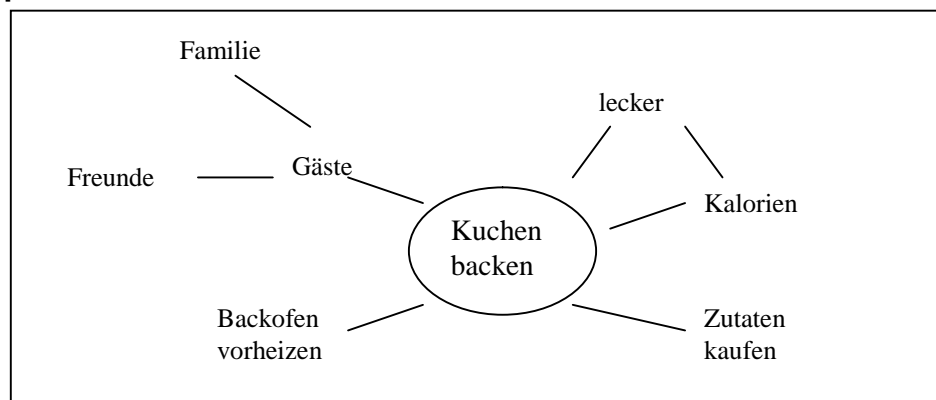 Familie
lecker
Freunde
Gäste
Kalorien
Kuchen
backen
Backofen
vorheizen
Zutaten
kaufen